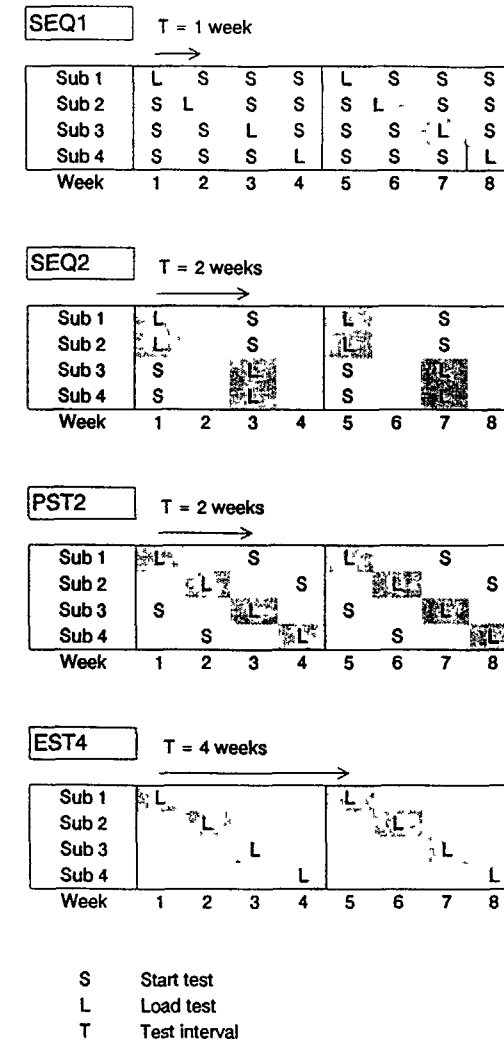 SEQ1 T = 1 week
Sub 1 L S S S L S S S
Sub 2 S L S S S L S S
Sub 3 S S L S S S L S
Sub 4 S S S L S S S L
Week 1 2 3 4 5 6 7 8
SEQ2 T = 2 weeks
Sub 1 L S L S
Sub 2 L S L S
Sub 3 S L S L
Sub 4 S L S L
Week 1 2 3 4 5 6 7 8
PST2 T = 2 weeks
Sub 1 L S L S
Sub 2 L S L S
Sub 3 S L S L
Sub 4 S L S L
Week 1 2 3 4 5 6 7 8
EST4 T = 4 weeks
Sub 1 L L
Sub 2 L L
Sub 3 L L
Sub 4 L L
Week 1 2 3 4 5 6 7 8
S Start test
L Load test
T Test interval